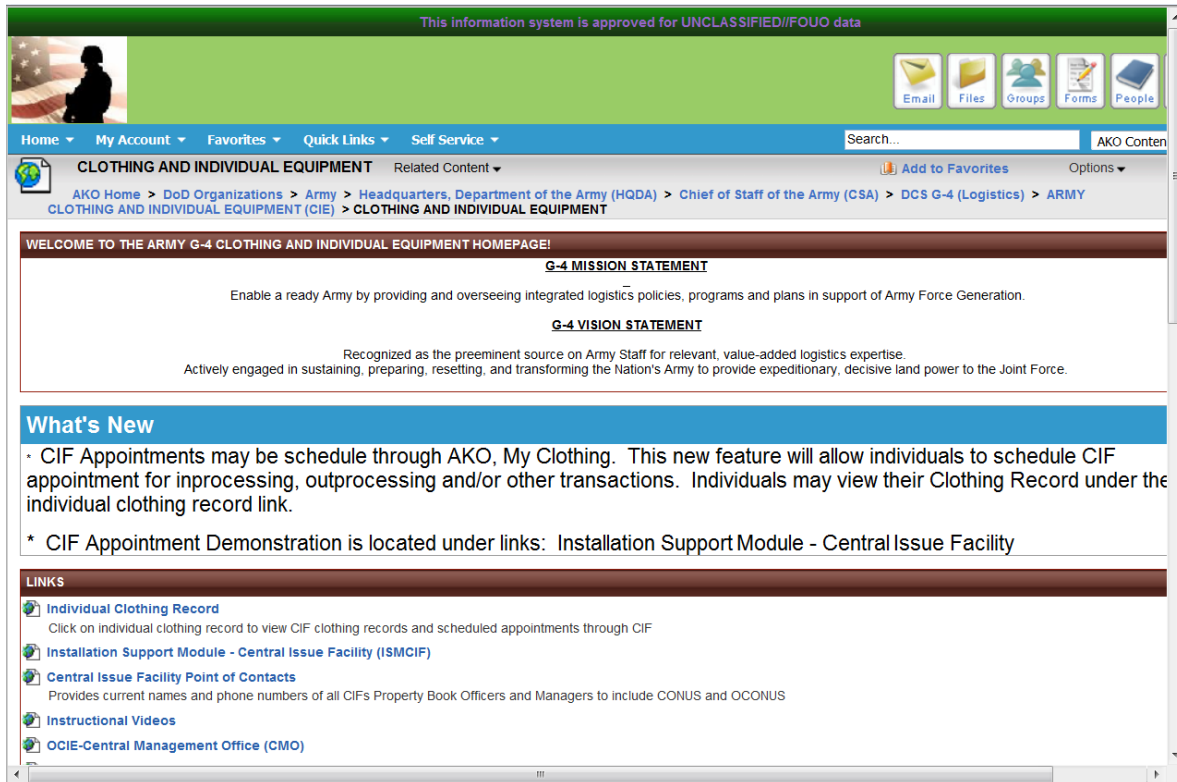 This information system is approved for UNCLASSIFIED//FOUO data
Email Files Groups Forms People
Home My Account Favorites Quick Links Self Service Search... AKO Conten
CLOTHING AND INDIVIDUAL EQUIPMENT Related Content Add to Favorites Options
AKO Home > DoD Organizations > Army > Headquarters, Department of the Army (HQDA) > Chief of Staff of the Army (CSA) > DCS G-4 (Logistics) > ARMY
CLOTHING AND INDIVIDUAL EQUIPMENT (CIE) > CLOTHING AND INDIVIDUAL EQUIPMENT
WELCOME TO THE ARMY G-4 CLOTHING AND INDIVIDUAL EQUIPMENT HOMEPAGE!
G-4 MISSION STATEMENT
Enable a ready Army by providing and overseeing integrated logistics policies, programs and plans in support of Army Force Generation.
G-4 VISION STATEMENT
Recognized as the preeminent source on Army Staff for relevant, value-added logistics expertise.
Actively engaged in sustaining, preparing, resetting, and transforming the Nation's Army to provide expeditionary, decisive land power to the Joint Force.
What's New
* CIF Appointments may be schedule through AKO, My Clothing. This new feature will allow individuals to schedule CIF
appointment for inprocessing, outprocessing and/or other transactions. Individuals may view their Clothing Record under the
individual clothing record link.
* CIF Appointment Demonstration is located under links: Installation Support Module - Central Issue Facility
LINKS
Individual Clothing Record
Click on individual clothing record to view CIF clothing records and scheduled appointments through CIF
Installation Support Module - Central Issue Facility (ISMCIF)
Central Issue Facility Point of Contacts
Provides current names and phone numbers of all CIFs Property Book Officers and Managers to include CONUS and OCONUS
Instructional Videos
OCIE-Central Management Office (CMO)